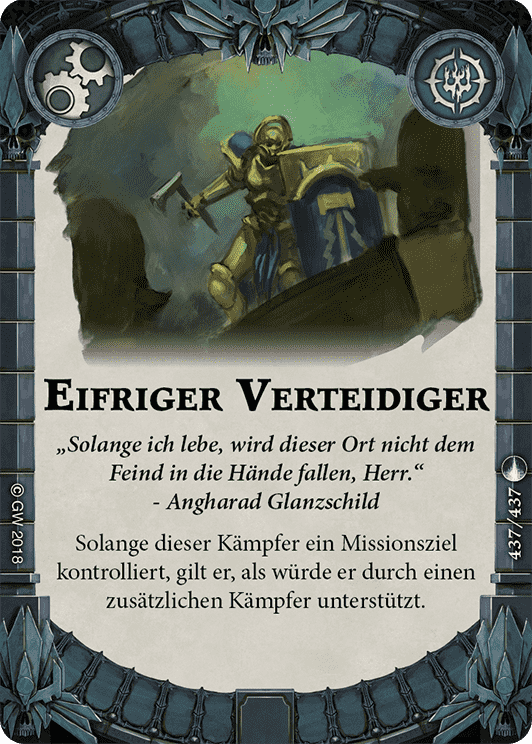 Eifriger Verteidiger
„Solange ich lebe, wird dieser Ort nicht dem
Feind in die Hände fallen, Herr.“
- Angharad Glanzschild
Solange dieser Kämpfer ein Missionsziel
kontrolliert, gilt er, als würde er durch einen
zusätzlichen Kämpfer unterstützt.
© GW 2018
437/437